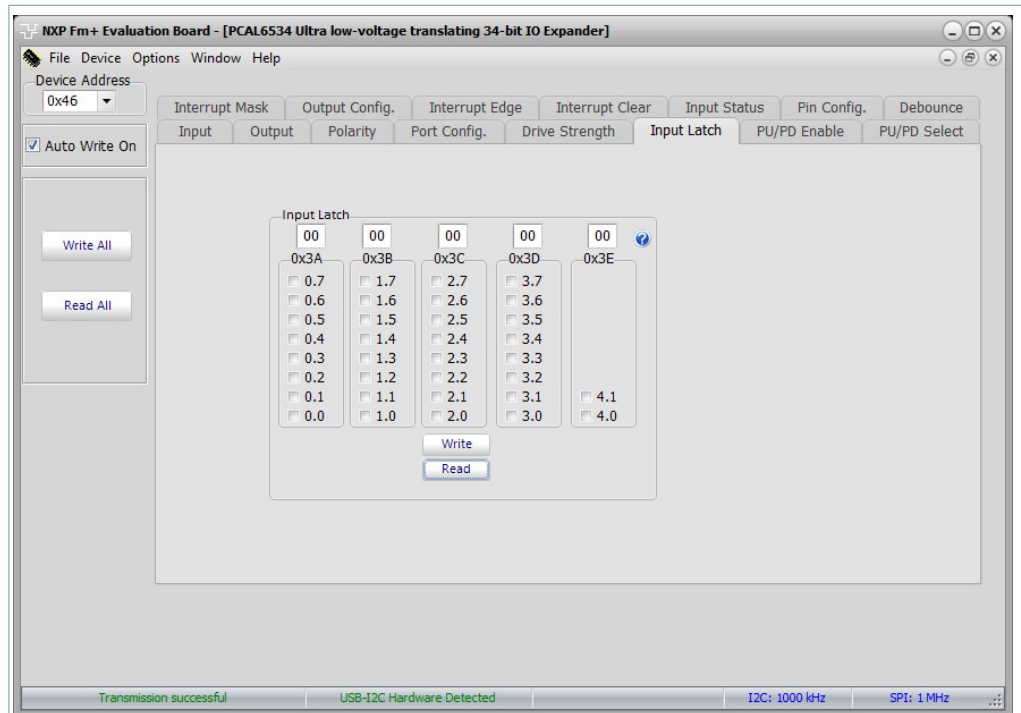 NXP Fm+ Evaluation Board - [PCAL6534 Ultra low-voltage translating 34-bit IO Expander]
File Device Options Window Help
Device Address
0x46
Auto Write On
Write All
Read All
Interrupt Mask Output Config. Interrupt Edge Interrupt Clear Input Status Pin Config. Debounce
Input Output Polarity Port Config. Drive Strength Input Latch PU/PD Enable PU/PD Select
Input Latch
00 00 00 00 00
0x3A 0x3B 0x3C 0x3D 0x3E
0.7 1.7 2.7 3.7
0.6 1.6 2.6 3.6
0.5 1.5 2.5 3.5
0.4 1.4 2.4 3.4
0.3 1.3 2.3 3.3
0.2 1.2 2.2 3.2
0.1 1.1 2.1 3.1 4.1
0.0 1.0 2.0 3.0 4.0
Write
Read
Transmission successful USB-I2C Hardware Detected I2C: 1000 kHz SPI: 1 MHz